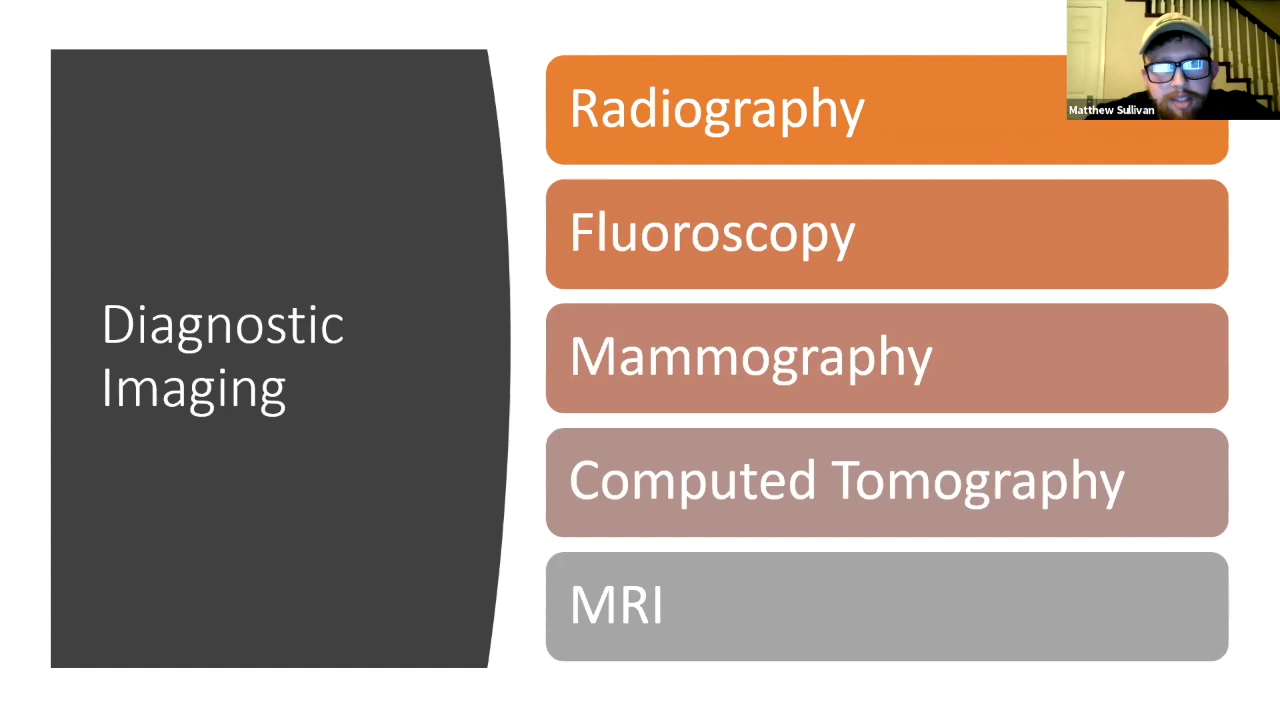 Diagnostic
Imaging
Radiography
Fluoroscopy
Mammography
Computed Tomography
MRI
Matthew Sullivan